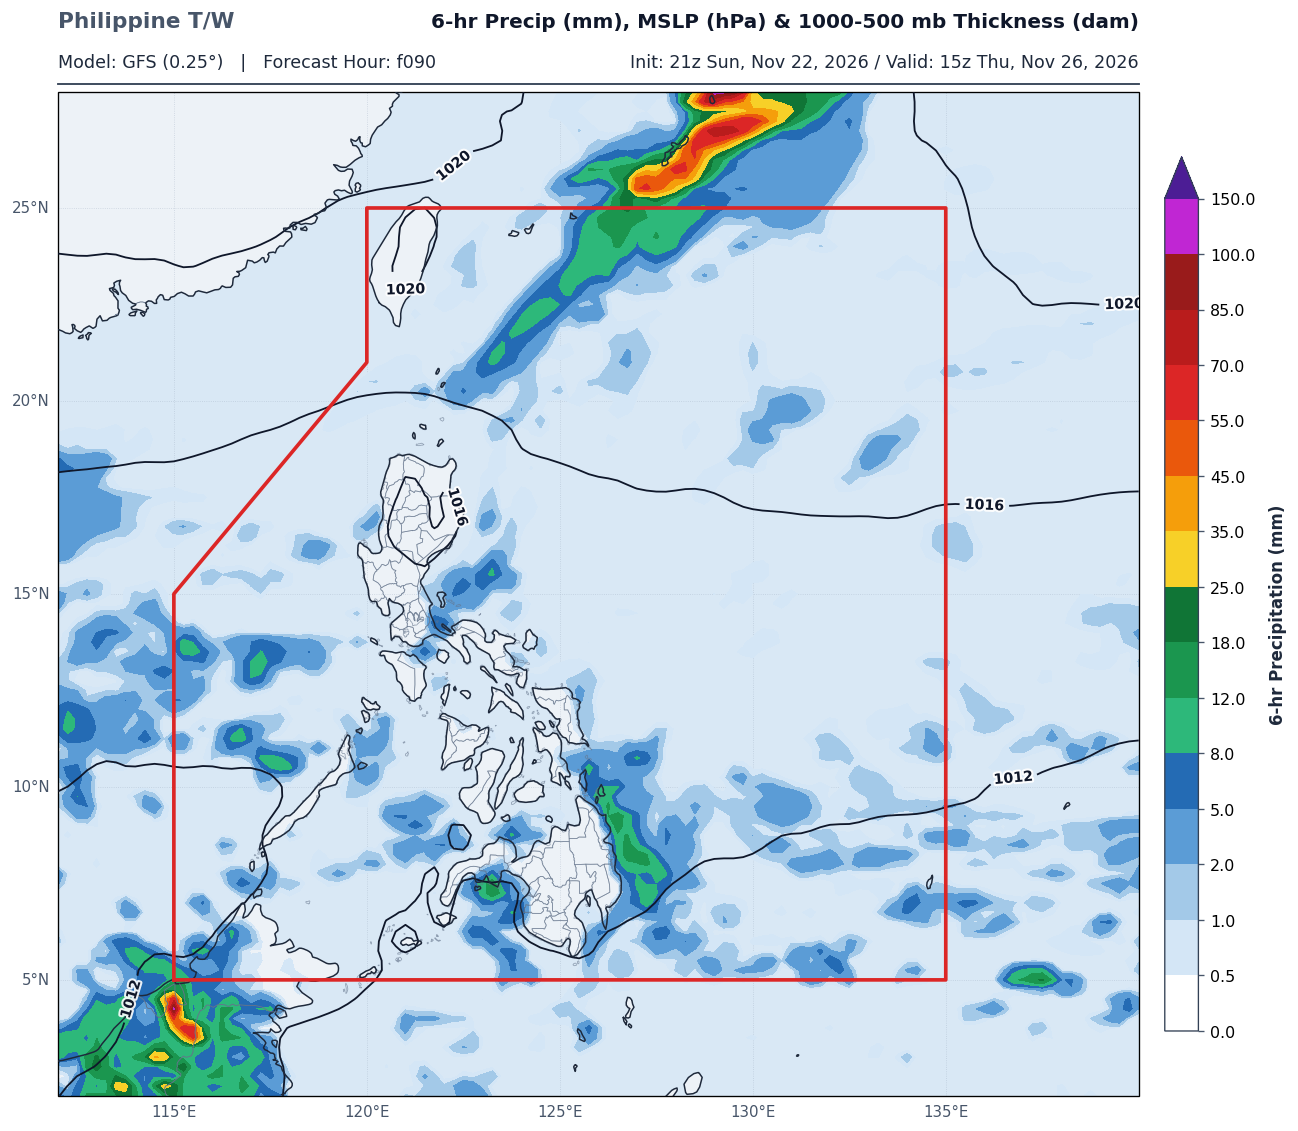 Philippine T/W
6-hr Precip (mm), MSLP (hPa) & 1000-500 mb Thickness (dam)
Model: GFS (0.25°) | Forecast Hour: f090
Init: 21z Sun, Nov 22, 2026 / Valid: 15z Thu, Nov 26, 2026
1020
1020
1020
1016
1016
1012
1012
25°N
20°N
15°N
10°N
5°N
115°E
120°E
125°E
130°E
135°E
150.0
100.0
85.0
70.0
55.0
45.0
35.0
25.0
18.0
12.0
8.0
5.0
2.0
1.0
0.5
0.0
6-hr Precipitation (mm)